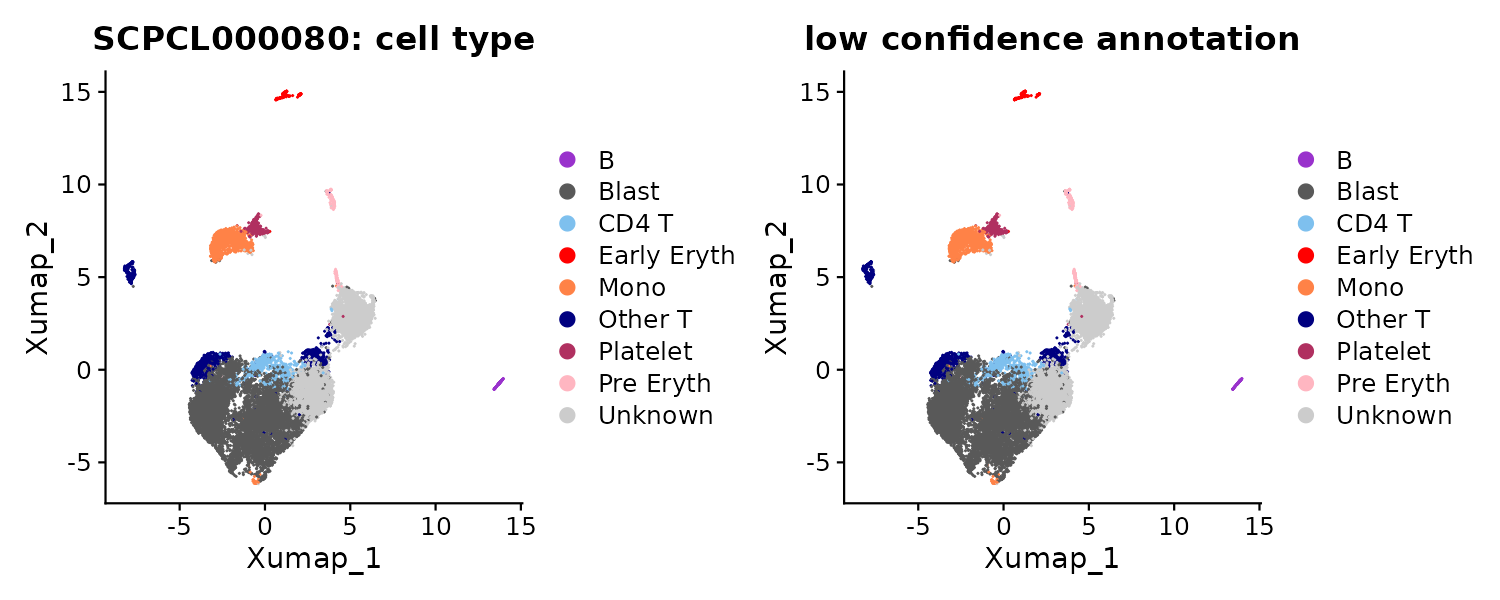 SCPCL000080: cell type
15
10
5
0
-5
-5
0
5
10
15
Xumap_1
Xumap_2
B
Blast
CD4 T
Early Eryth
Mono
Other T
Platelet
Pre Eryth
Unknown
low confidence annotation
15
10
5
0
-5
-5
0
5
10
15
Xumap_1
Xumap_2
B
Blast
CD4 T
Early Eryth
Mono
Other T
Platelet
Pre Eryth
Unknown